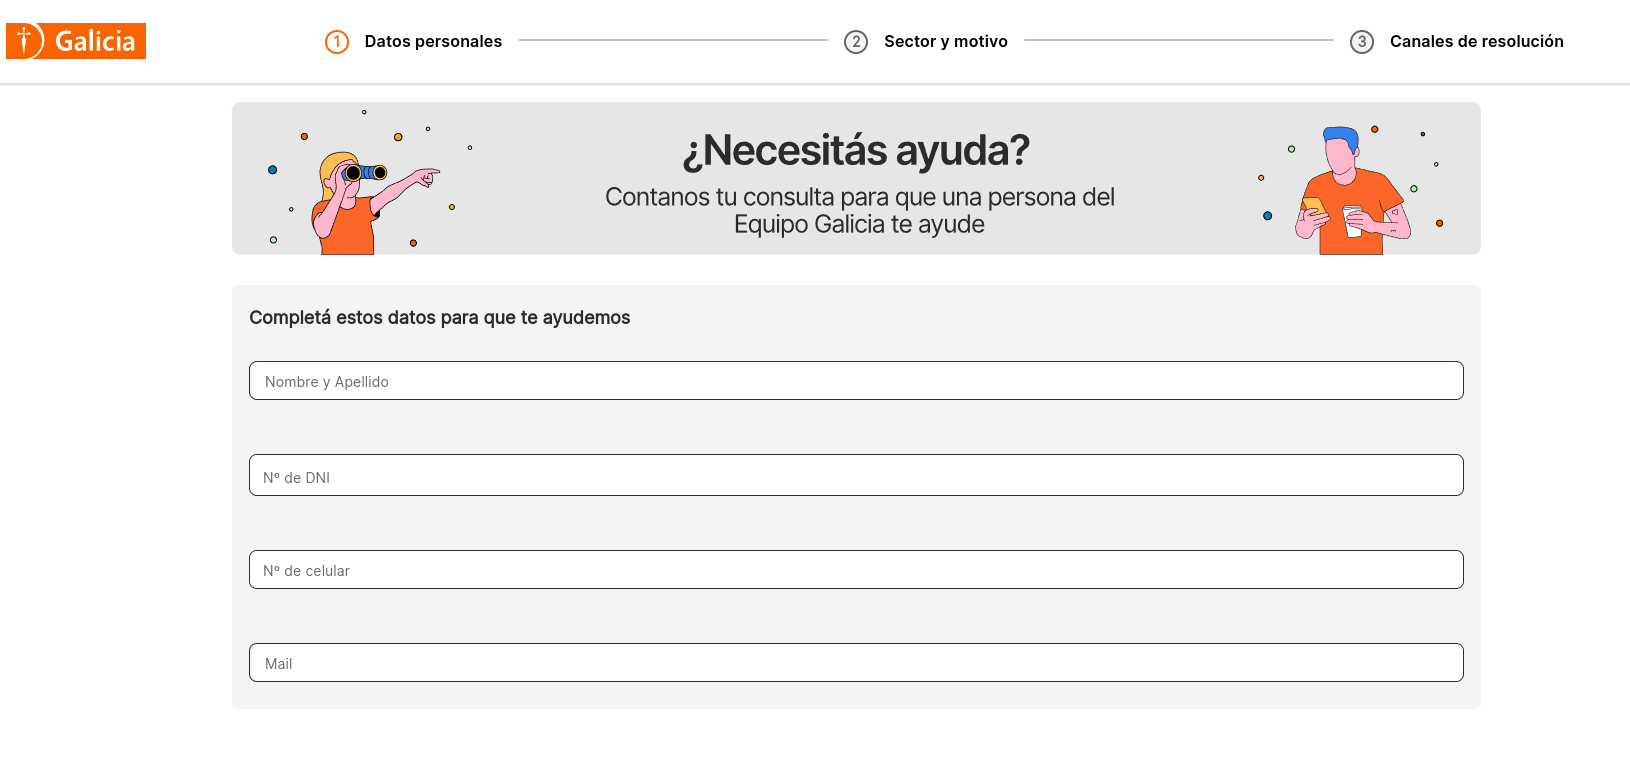 Galicia
1 Datos personales
2 Sector y motivo
3 Canales de resolución
¿Necesitás ayuda?
Contanos tu consulta para que una persona del
Equipo Galicia te ayude
Completá estos datos para que te ayudemos
Nombre y Apellido
Nº de DNI
Nº de celular
Mail